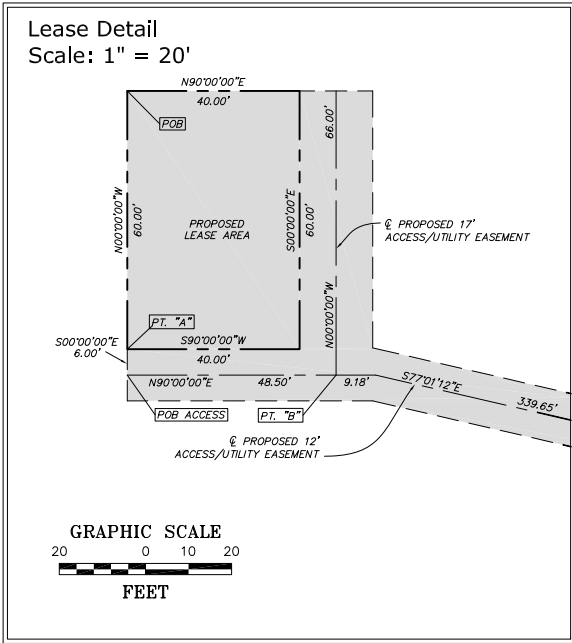 Lease Detail
Scale: 1" = 20'
N90°00'00"E
40.00'
POB
66.00'
N00°00'00"W
60.00'
PROPOSED
LEASE AREA
S00°00'00"E
60.00'
℄ PROPOSED 17'
ACCESS/UTILITY EASEMENT
N00°00'00"W
PT. "A"
S90°00'00"W
40.00'
S00°00'00"E
6.00'
N90°00'00"E
48.50'
9.18'
S77°01'12"E
339.65'
POB ACCESS
PT. "B"
℄ PROPOSED 12'
ACCESS/UTILITY EASEMENT
GRAPHIC SCALE
20 0 10 20
FEET